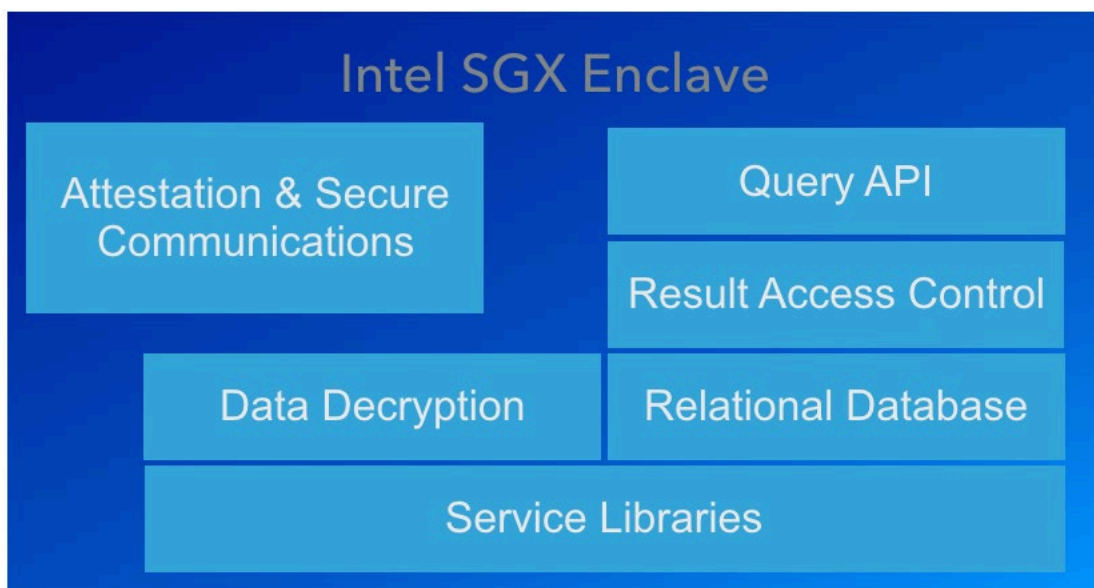 Intel SGX Enclave
Attestation & Secure
Communications
Query API
Result Access Control
Data Decryption
Relational Database
Service Libraries